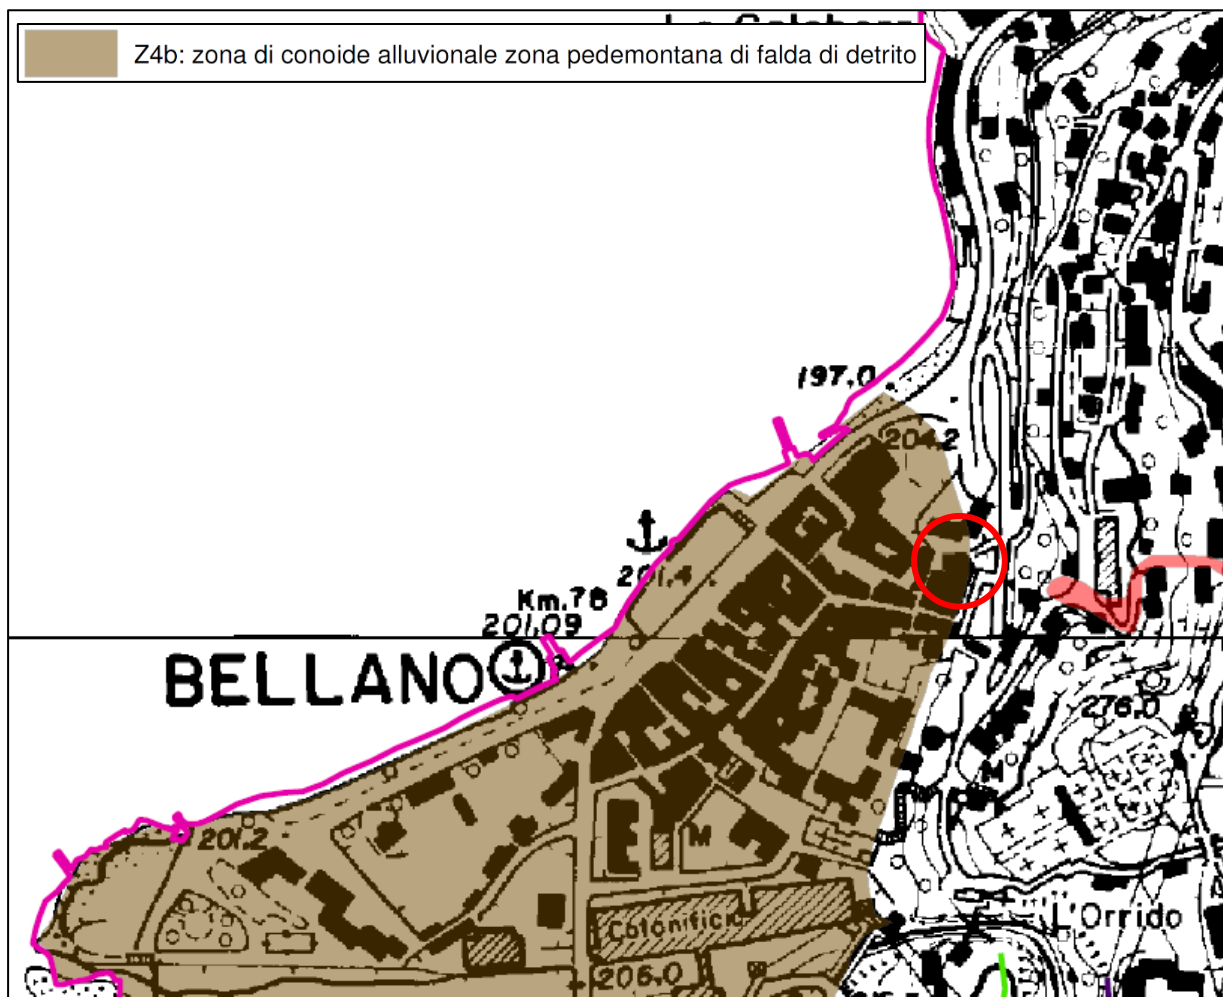 Z4b: zona di conoide alluvionale zona pedemontana di falda di detrito
197.0
204.2
201.4
Km.78
201.09
BELLANO
276.0
M
201.2
M
L'Orrido
Cotonificio
206.0